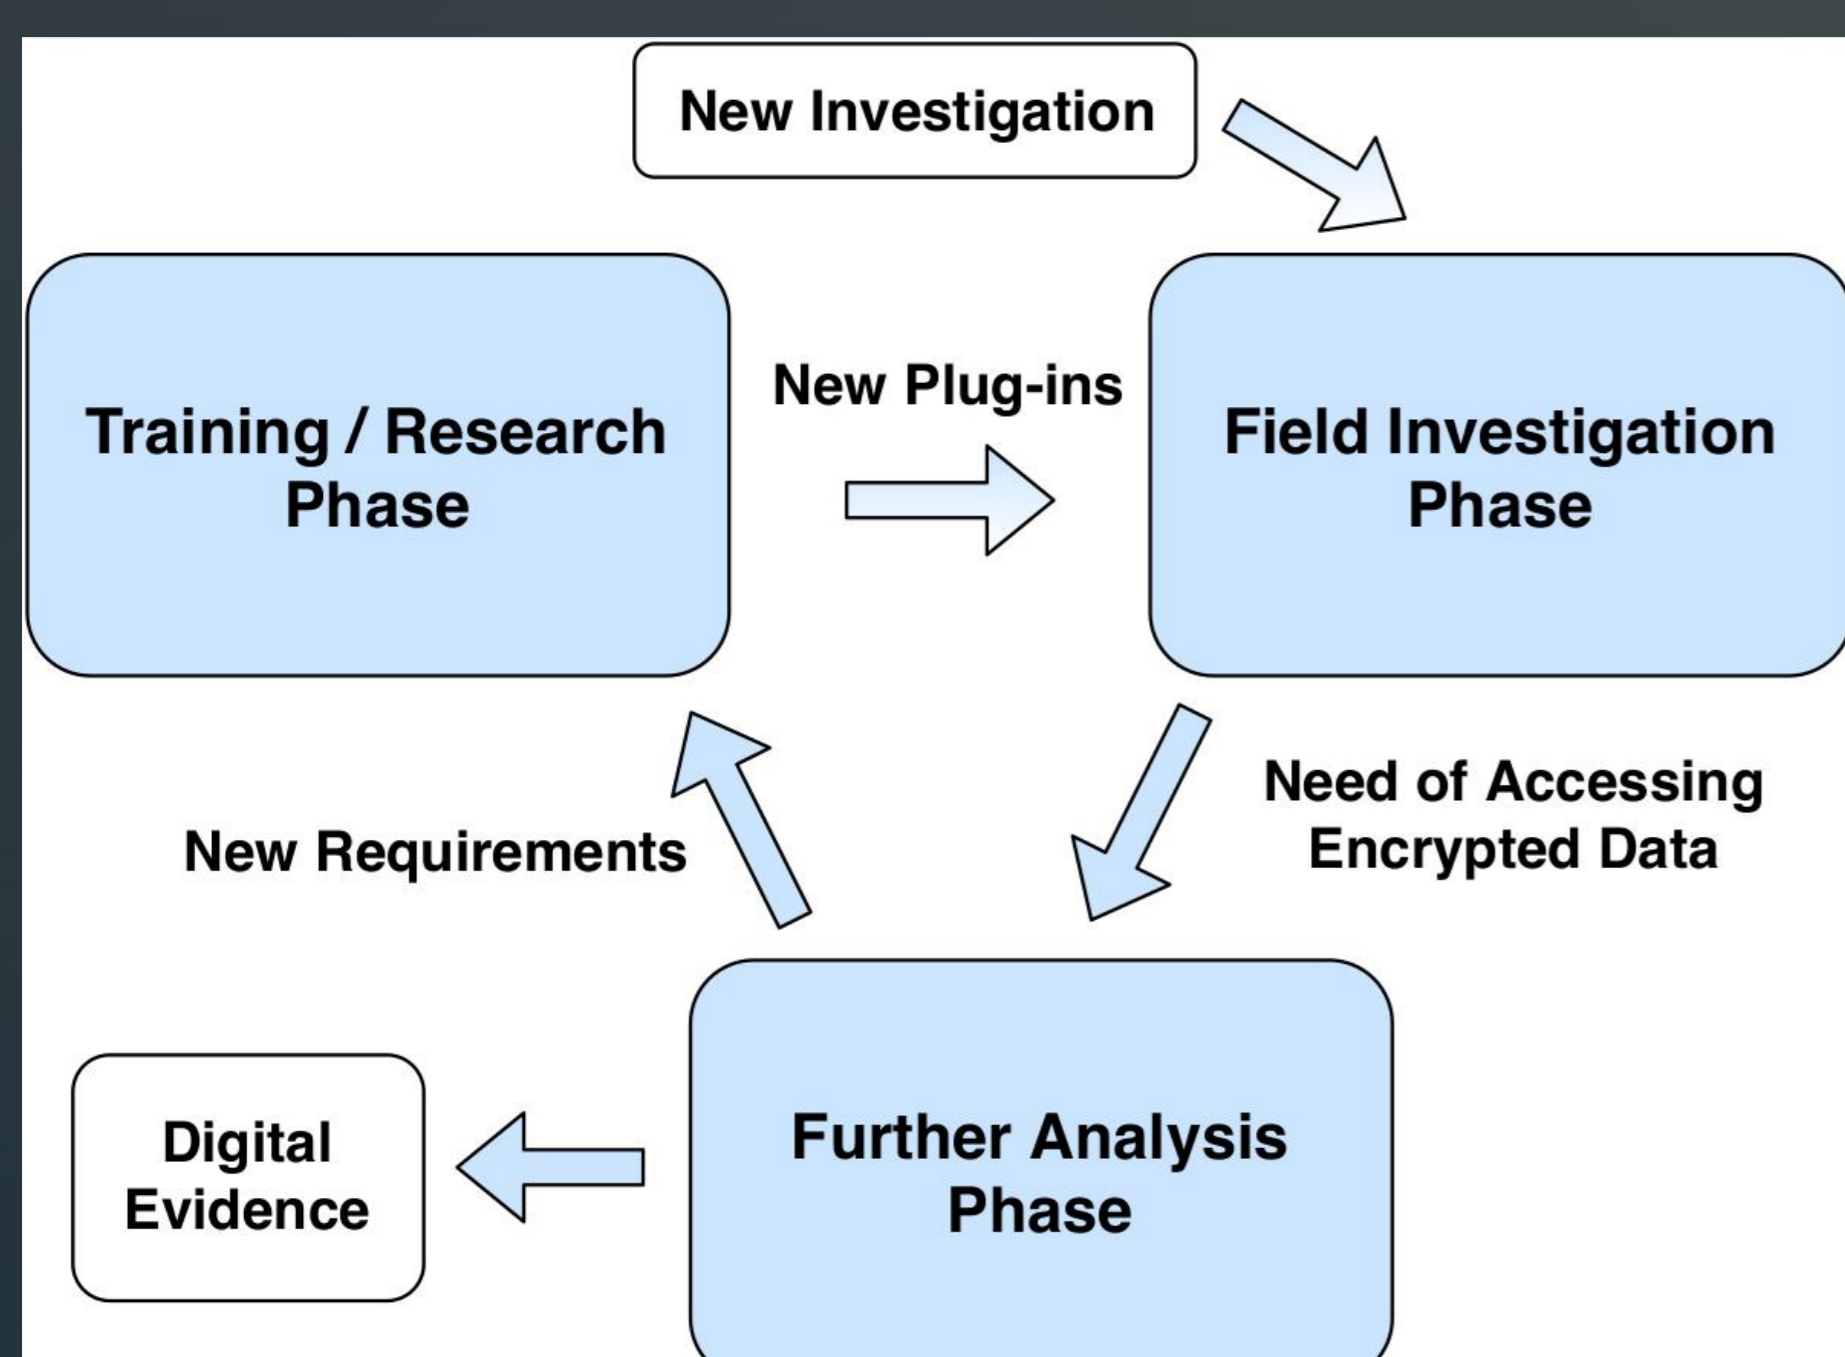 New Investigation
New Plug-ins
Training / Research
Phase
Field Investigation
Phase
New Requirements
Need of Accessing
Encrypted Data
Digital
Evidence
Further Analysis
Phase